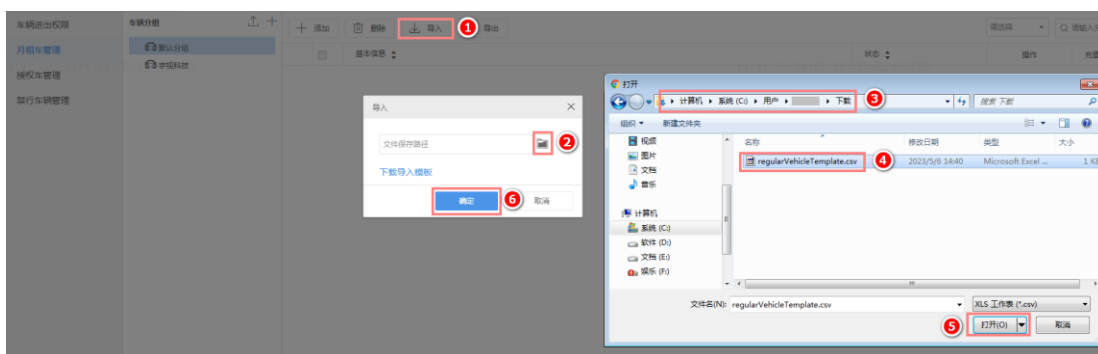 车辆进出权限
月租车管理
授权车管理
禁行车辆管理
车辆分组
默认分组
宇视科技
添加 删除 导入 1 导出
请选择
基本信息 状态 操作
导入
文件保存路径 2
下载导入模板
确定 6 取消
打开
计算机 系统 (C:) 用户 下载 3 搜索 下载
组织 新建文件夹
名称 修改日期 类型 大小
regularVehicleTemplate.csv 4 2023/5/6 14:40 Microsoft Excel ... 1 KB
视频
图片
文档
音乐
计算机
系统 (C:)
软件 (D:)
文档 (E:)
娱乐 (F:)
文件名(N): regularVehicleTemplate.csv XLS 工作表 (*.csv)
5 打开(O) 取消